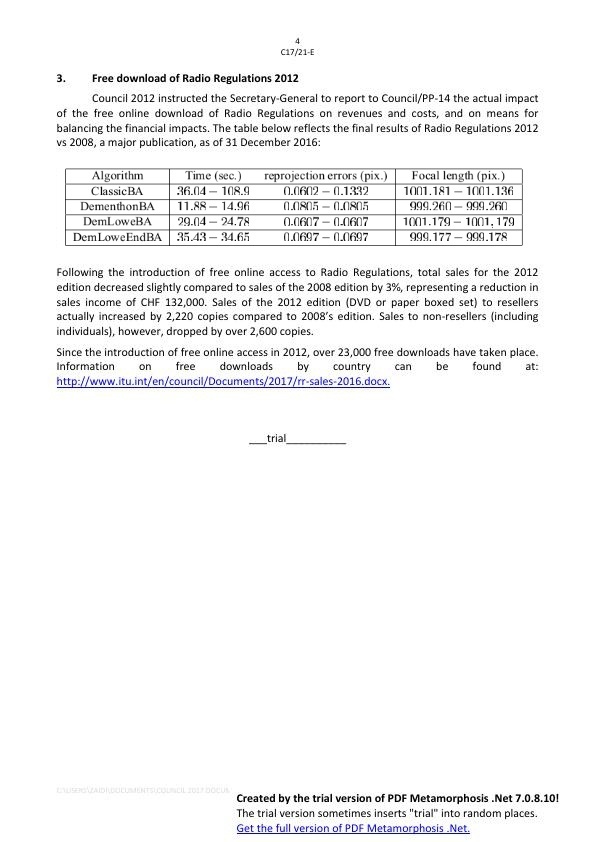 4
C17/21-E
3. Free download of Radio Regulations 2012
Council 2012 instructed the Secretary-General to report to Council/PP-14 the actual impact
of the free online download of Radio Regulations on revenues and costs, and on means for
balancing the financial impacts. The table below reflects the final results of Radio Regulations 2012
vs 2008, a major publication, as of 31 December 2016:
Algorithm Time (sec.) reprojection errors (pix.) Focal length (pix.)
ClassicBA 36.04 – 108.9 0.0602 – 0.1332 1001.181 – 1001.136
DementhonBA 11.88 – 14.96 0.0805 – 0.0805 999.260 – 999.260
DemLoweBA 29.04 – 24.78 0.0607 – 0.0607 1001.179 – 1001, 179
DemLoweEndBA 35.43 – 34.65 0.0697 – 0.0697 999.177 – 999.178
Following the introduction of free online access to Radio Regulations, total sales for the 2012
edition decreased slightly compared to sales of the 2008 edition by 3%, representing a reduction in
sales income of CHF 132,000. Sales of the 2012 edition (DVD or paper boxed set) to resellers
actually increased by 2,220 copies compared to 2008's edition. Sales to non-resellers (including
individuals), however, dropped by over 2,600 copies.
Since the introduction of free online access in 2012, over 23,000 free downloads have taken place.
Information on free downloads by country can be found at:
http://www.itu.int/en/council/Documents/2017/rr-sales-2016.docx.
___trial__________
C:\USERS\ZAIDI\DOCUMENTS\COUNCIL 2017 DOCUM
Created by the trial version of PDF Metamorphosis .Net 7.0.8.10!
The trial version sometimes inserts "trial" into random places.
Get the full version of PDF Metamorphosis .Net.